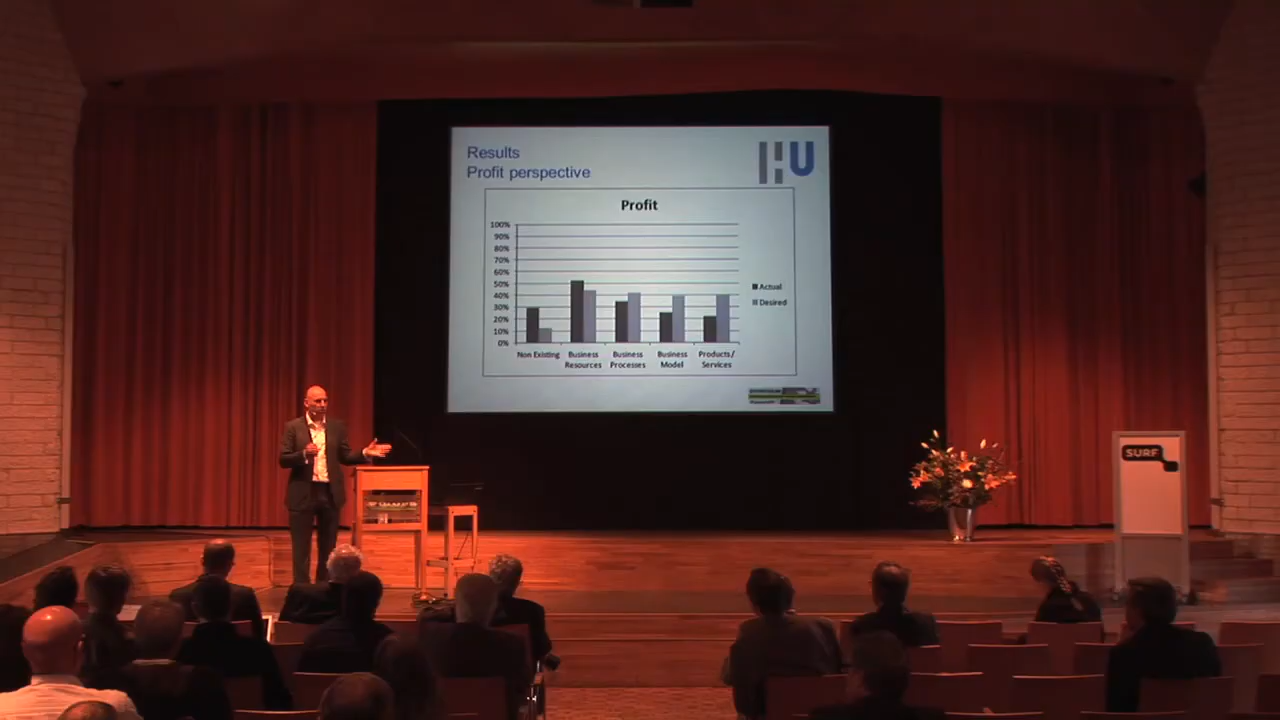 Results
Profit perspective
HU
Profit
100%
90%
80%
70%
60%
50%
40%
30%
20%
10%
0%
Non Existing
Business Resources
Business Processes
Business Model
Products/ Services
Actual
Desired
SURF